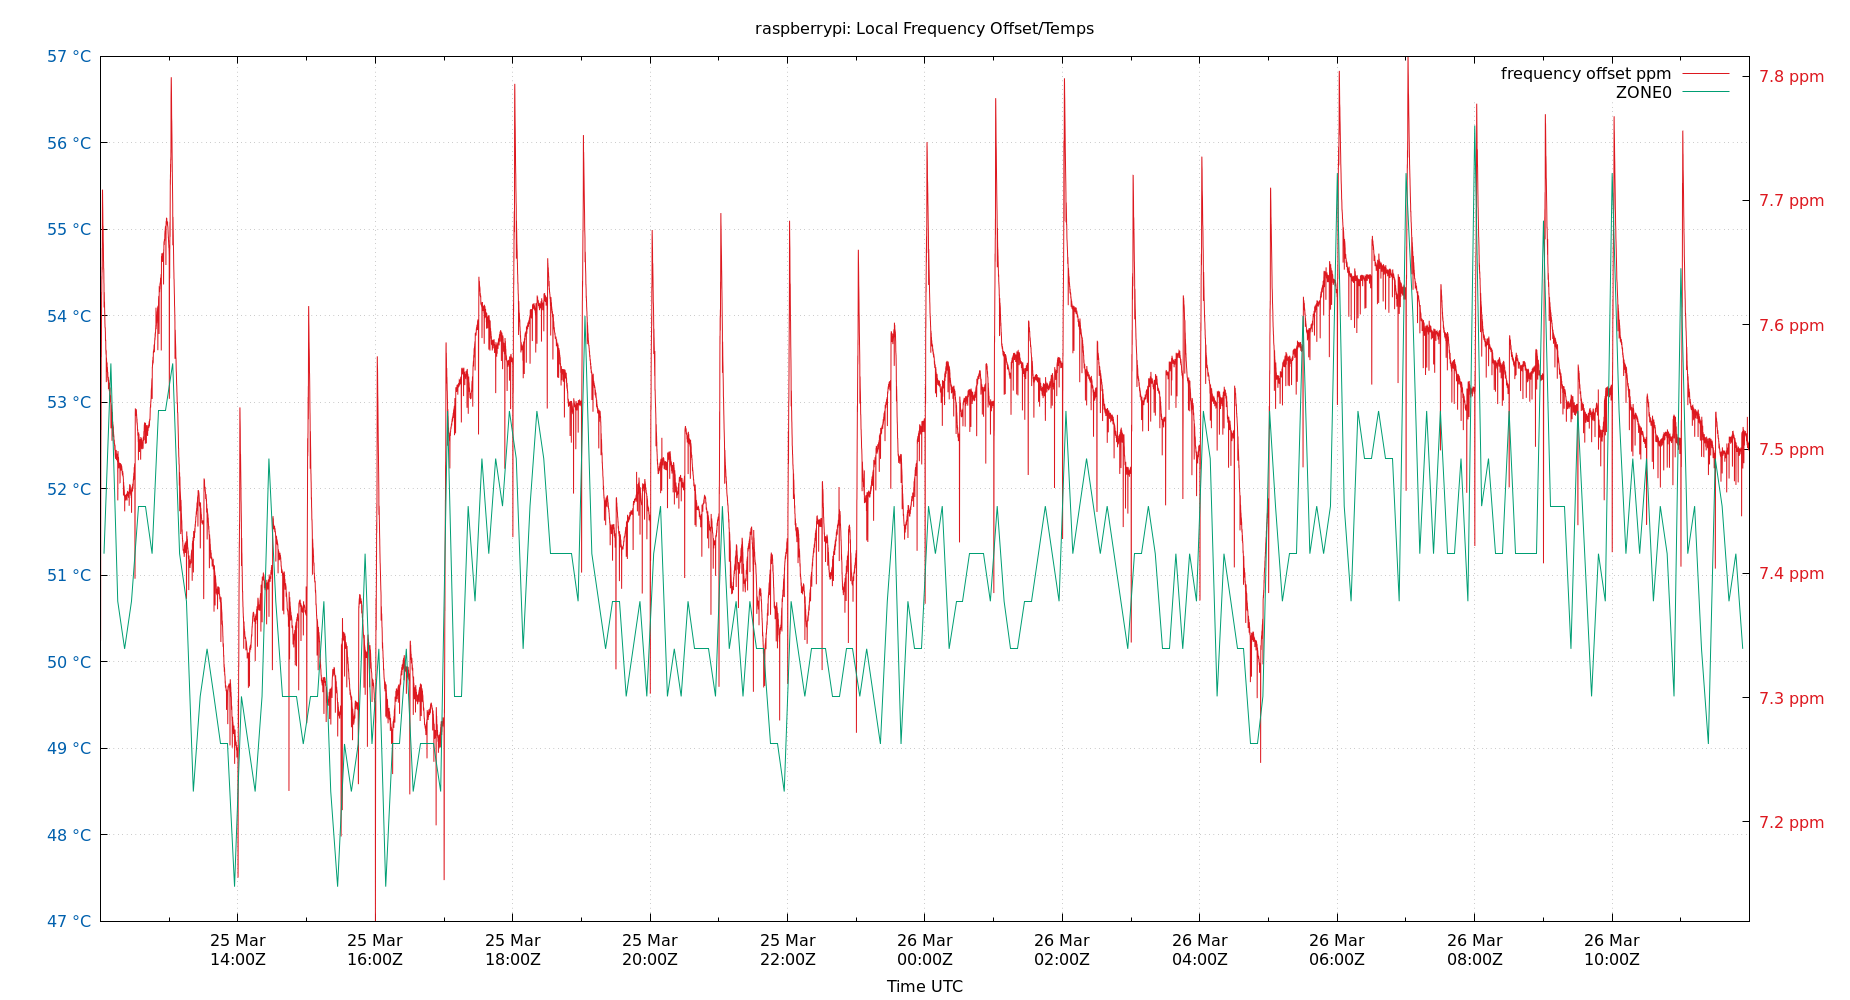 raspberrypi: Local Frequency Offset/Temps
57 °C
56 °C
55 °C
54 °C
53 °C
52 °C
51 °C
50 °C
49 °C
48 °C
47 °C
frequency offset ppm
ZONE0
7.8 ppm
7.7 ppm
7.6 ppm
7.5 ppm
7.4 ppm
7.3 ppm
7.2 ppm
25 Mar
14:00Z
25 Mar
16:00Z
25 Mar
18:00Z
25 Mar
20:00Z
25 Mar
22:00Z
26 Mar
00:00Z
26 Mar
02:00Z
26 Mar
04:00Z
26 Mar
06:00Z
26 Mar
08:00Z
26 Mar
10:00Z
Time UTC